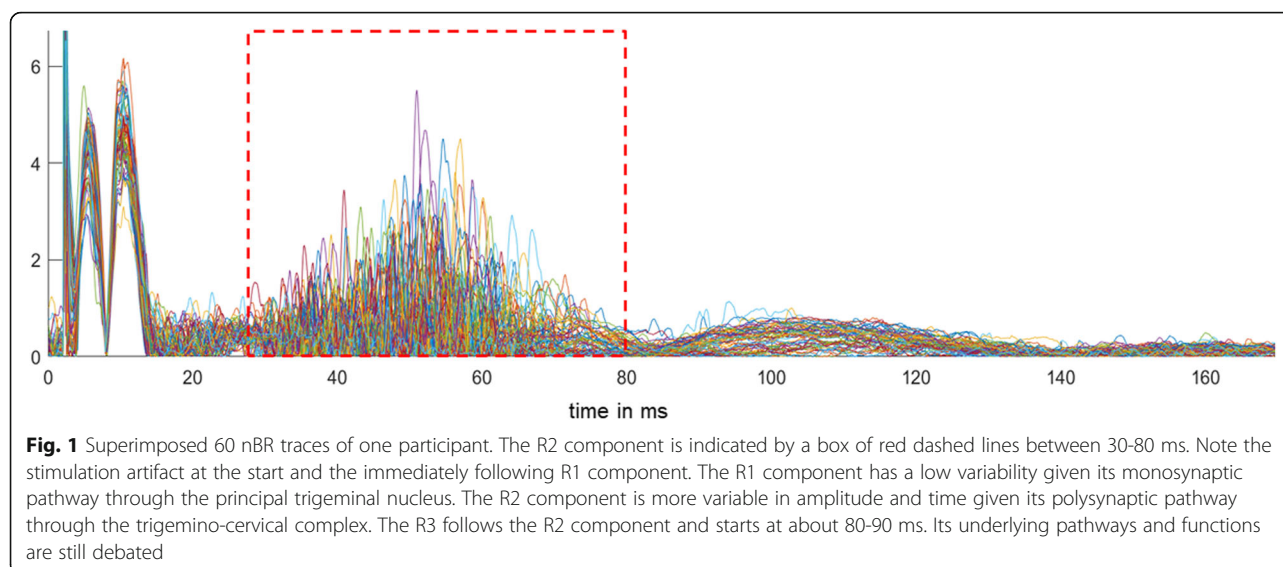 6
4
2
0
0 20 40 60 80 100 120 140 160
time in ms
Fig. 1 Superimposed 60 nBR traces of one participant. The R2 component is indicated by a box of red dashed lines between 30-80 ms. Note the
stimulation artifact at the start and the immediately following R1 component. The R1 component has a low variability given its monosynaptic
pathway through the principal trigeminal nucleus. The R2 component is more variable in amplitude and time given its polysynaptic pathway
through the trigemino-cervical complex. The R3 follows the R2 component and starts at about 80-90 ms. Its underlying pathways and functions
are still debated